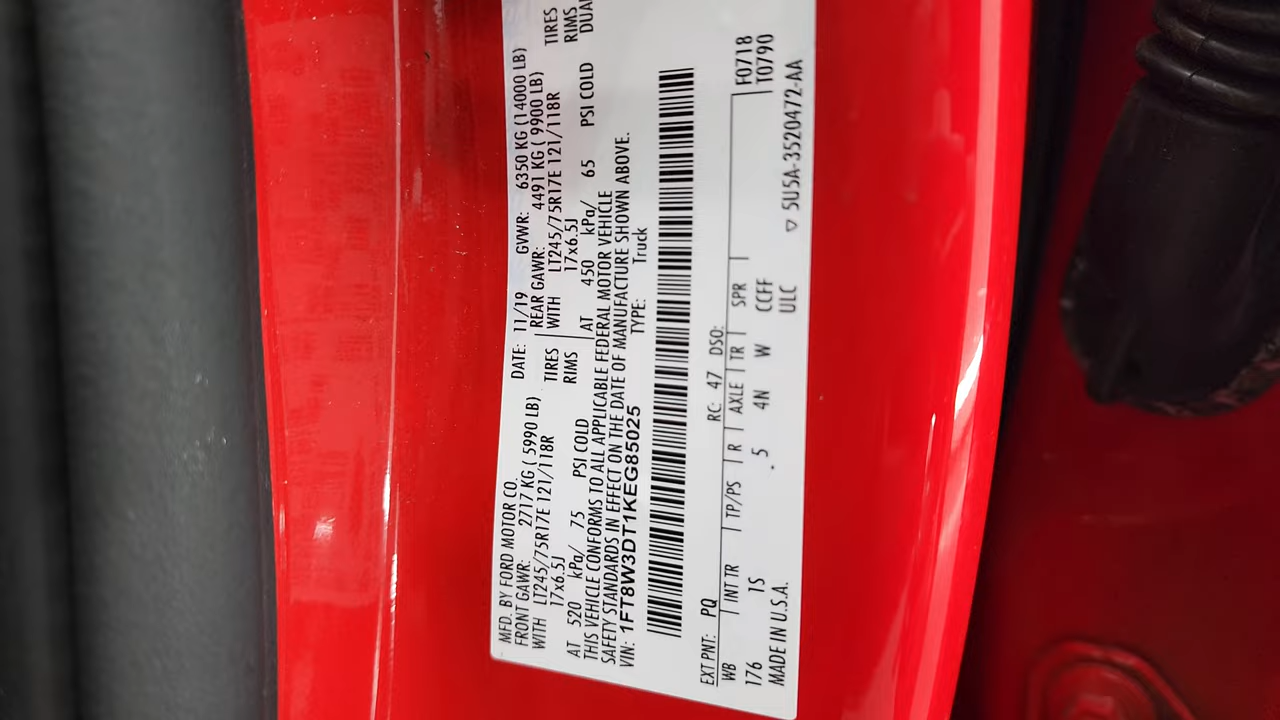 MFD. BY FORD MOTOR CO.
DATE: 11/19 GVWR: 6350 KG (14000 LB)
FRONT GAWR: 2717 KG ( 5990 LB) REAR GAWR: 4491 KG ( 9900 LB)
WITH LT245/75R17E 121/118R TIRES WITH LT245/75R17E 121/118R TIRES
17x6.5J RIMS 17x6.5J RIMS
AT 520 kPa/ 75 PSI COLD AT 450 kPa/ 65 PSI COLD DUAL
THIS VEHICLE CONFORMS TO ALL APPLICABLE FEDERAL MOTOR VEHICLE
SAFETY STANDARDS IN EFFECT ON THE DATE OF MANUFACTURE SHOWN ABOVE.
VIN: 1FT8W3DT1KEG85025 TYPE: Truck
EXT PNT: PQ RC: 47 DSO:
WB INT TR TP/PS R AXLE TR SPR F0718
176 1S . 5 4N W CCFF T0790
MADE IN U.S.A. ULC
▽ 5U5A-3520472-AA